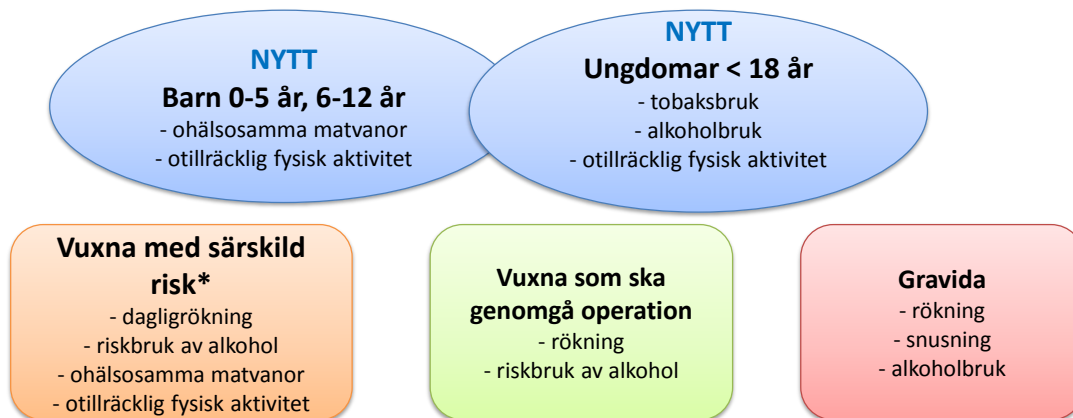 NYTT
Barn 0-5 år, 6-12 år
- ohälsosamma matvanor
- otillräcklig fysisk aktivitet
NYTT
Ungdomar < 18 år
- tobaksbruk
- alkoholbruk
- otillräcklig fysisk aktivitet
Vuxna med särskild
risk*
- dagligrökning
- riskbruk av alkohol
- ohälsosamma matvanor
- otillräcklig fysisk aktivitet
Vuxna som ska
genomgå operation
- rökning
- riskbruk av alkohol
Gravida
- rökning
- snusning
- alkoholbruk